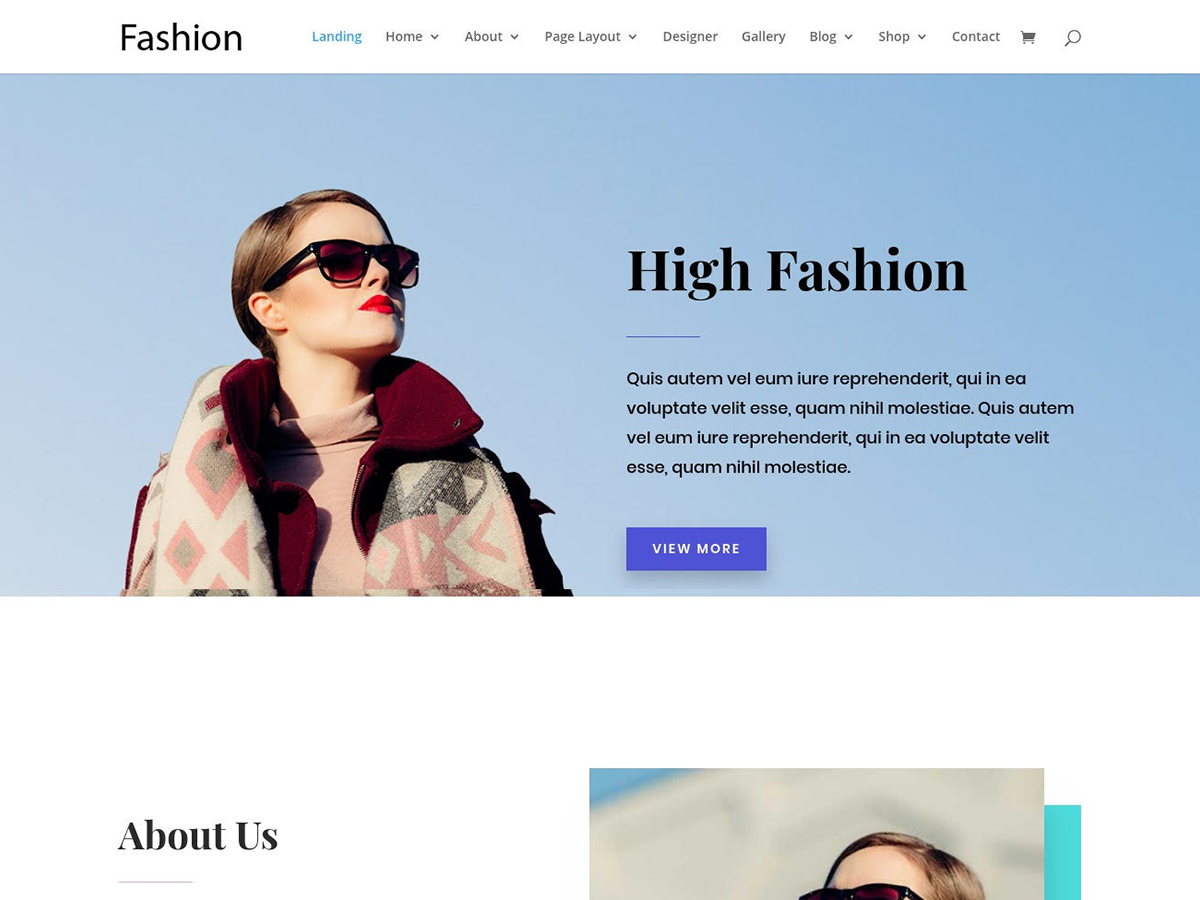 Fashion
Landing Home About Page Layout Designer Gallery Blog Shop Contact
High Fashion
Quis autem vel eum iure reprehenderit, qui in ea
voluptate velit esse, quam nihil molestiae. Quis autem
vel eum iure reprehenderit, qui in ea voluptate velit
esse, quam nihil molestiae.
VIEW MORE
About Us